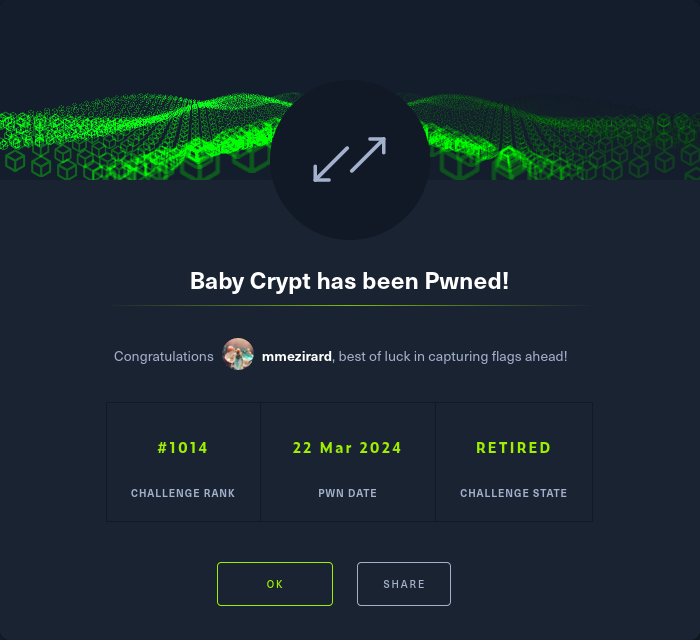 Baby Crypt has been Pwned!
Congratulations mmezirard, best of luck in capturing flags ahead!
#1014 22 Mar 2024 RETIRED
CHALLENGE RANK PWN DATE CHALLENGE STATE
OK SHARE